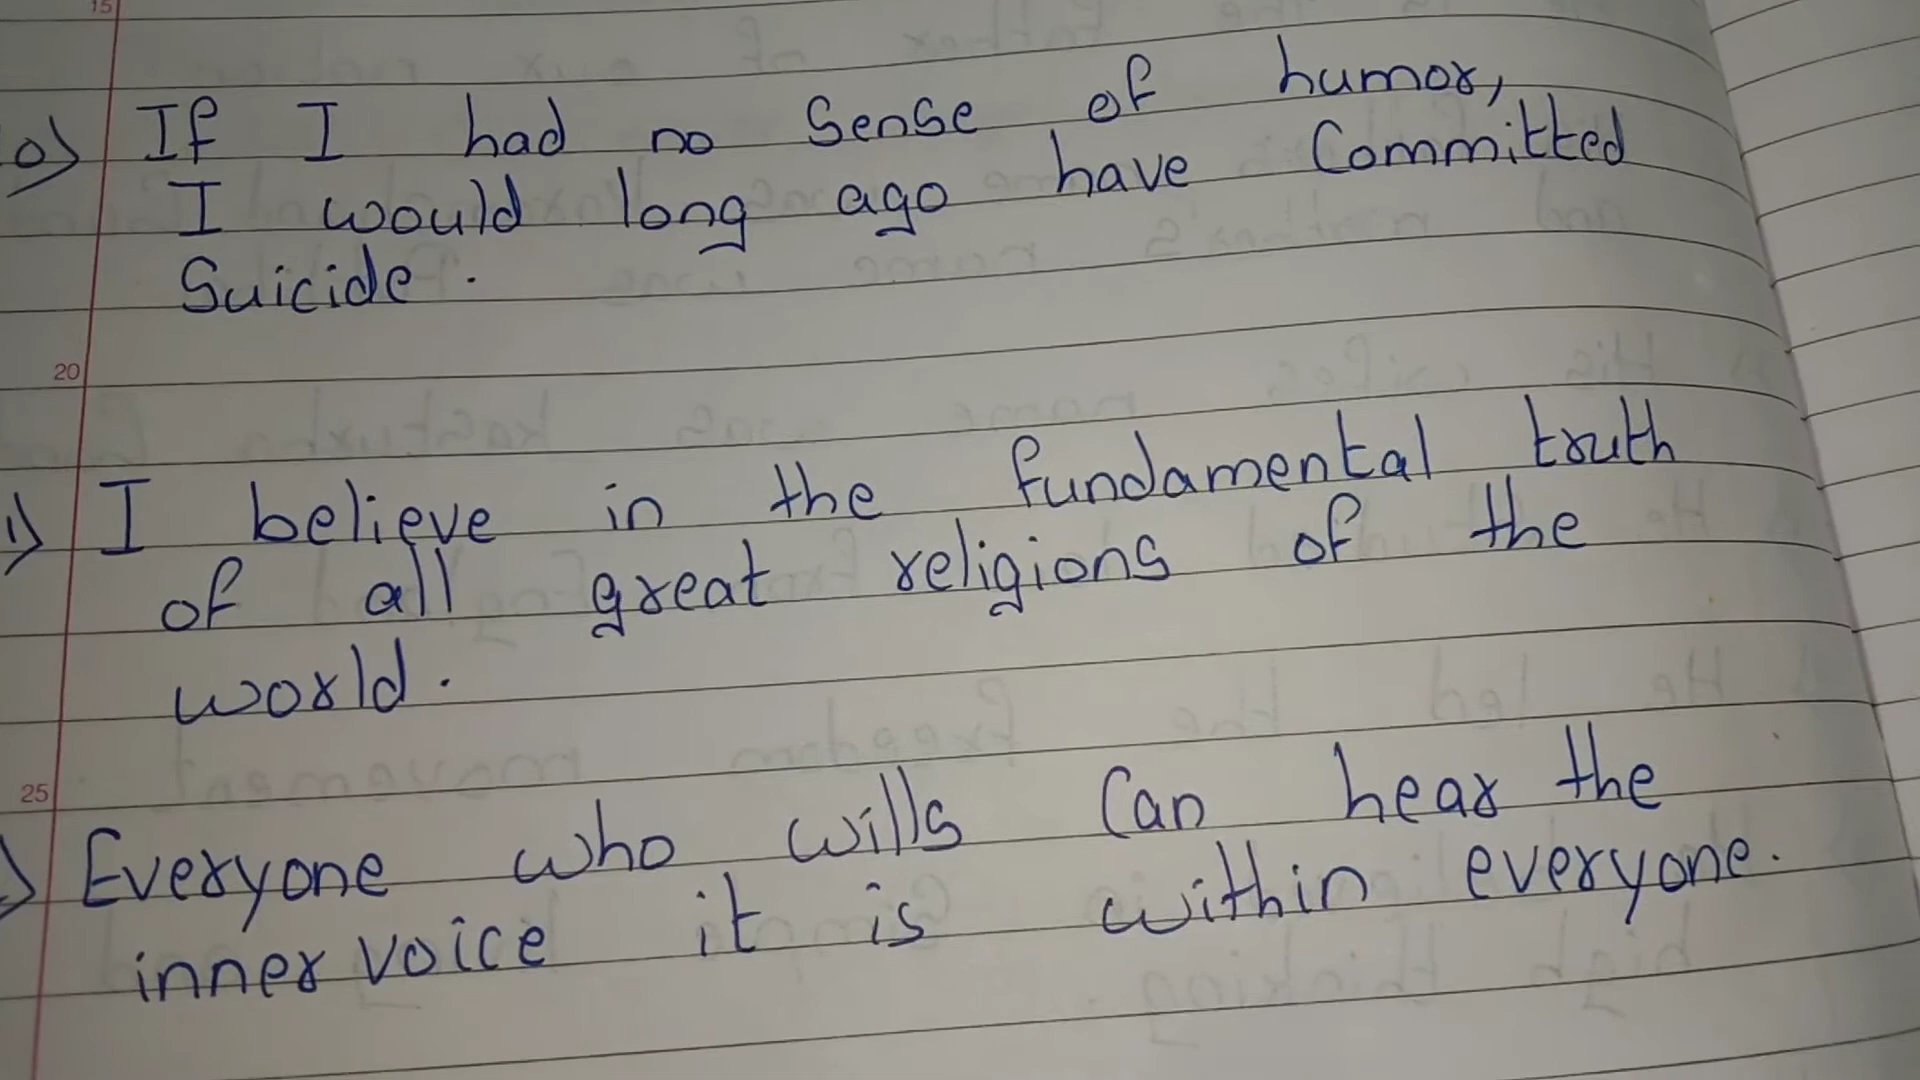 15
0) If I had no Sense of humor,
I would long ago have Committed
Suicide.
20
1) I believe in the fundamental truth
of all great religions of the
world.
25
) Everyone who wills Can hear the
inner voice it is within everyone.